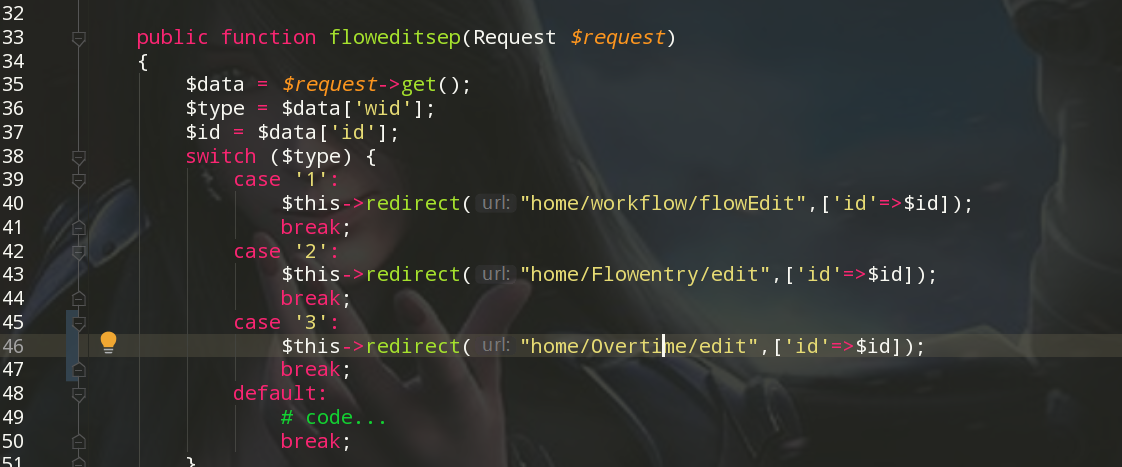 32
33 public function floweditsep(Request $request)
34 {
35 $data = $request->get();
36 $type = $data['wid'];
37 $id = $data['id'];
38 switch ($type) {
39 case '1':
40 $this->redirect( url: "home/workflow/flowEdit",['id'=>$id]);
41 break;
42 case '2':
43 $this->redirect( url: "home/Flowentry/edit",['id'=>$id]);
44 break;
45 case '3':
46 $this->redirect( url: "home/Overtime/edit",['id'=>$id]);
47 break;
48 default:
49 # code...
50 break;
51 }